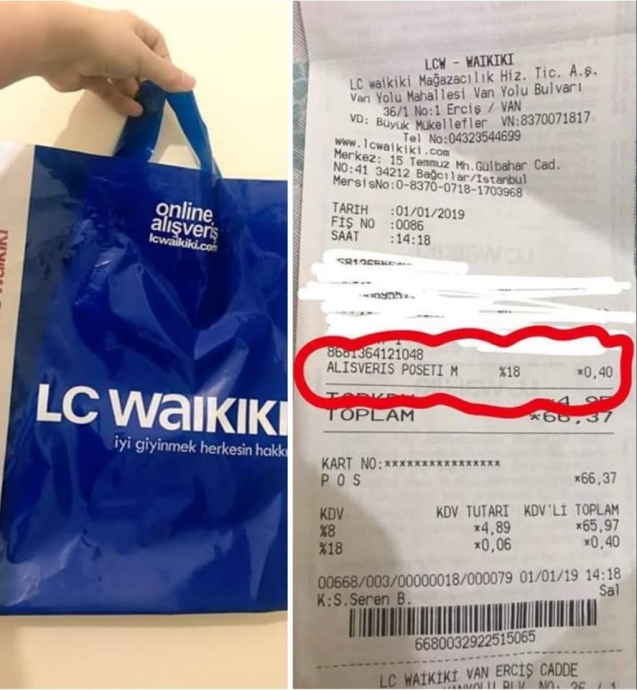 online
alışveriş
lcwaikiki.com
LC WAIKIKI
iyi giyinmek herkesin hakkı
LCW - WAIKIKI
LC waikiki Mağazacılık Hiz. Tic. A.ş.
Van Yolu Mahallesi Van Yolu Bulvarı
36/1 No:1 Erciş / VAN
VD: Büyük Mükellefler VN:8370071817
Tel No:04323544699
www.lcwaikiki.com
Merkez: 15 Temmuz Mh.Gülbahar Cad.
NO:41 34212 Bağcılar/İstanbul
MersisNo:0-8370-0718-1703968
TARIH :01/01/2019
FİŞ NO :0086
SAAT :14:18
8681364121048
ALISVERIS POSETI M %18 *0,40
TOPKDV
TOPLAM *66,37
KART NO:****************
P O S *66,37
KDV KDV TUTARI KDV'Lİ TOPLAM
%8 *4,89 *65,97
%18 *0,06 *0,40
00668/003/00000018/000079 01/01/19 14:18
K:S.Seren B. Sal
6680032922515065
LC WAİKİKİ VAN ERCİŞ CADDE